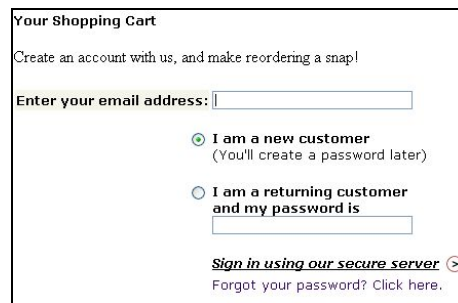 Your Shopping Cart
Create an account with us, and make reordering a snap!
Enter your email address:
I am a new customer
(You'll create a password later)
I am a returning customer
and my password is
Sign in using our secure server
Forgot your password? Click here.